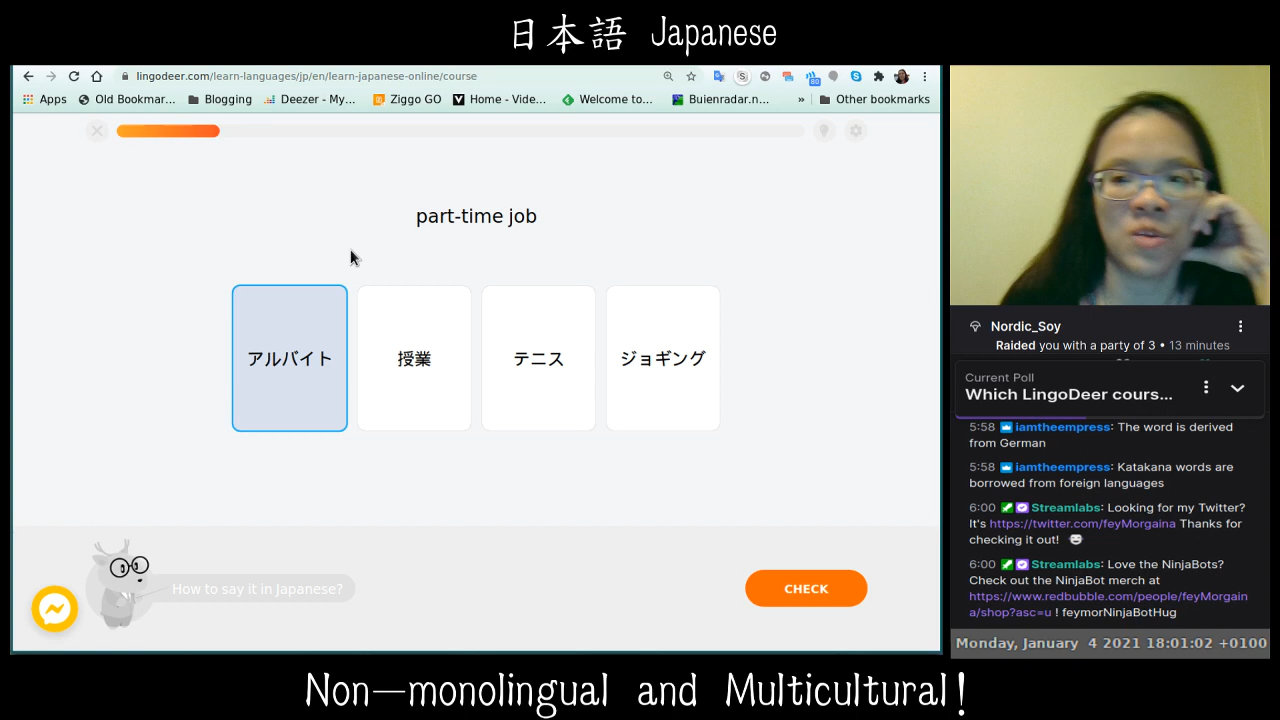 日本語 Japanese
lingodeer.com/learn-languages/jp/en/learn-japanese-online/course
80
Apps Old Bookmar... Blogging Deezer - My... Ziggo GO Home - Vide... Welcome to... Buienradar.n... » Other bookmarks
part-time job
アルバイト 授業 テニス ジョギング
How to say it in Japanese?
CHECK
Nordic_Soy
Raided you with a party of 3 • 13 minutes
Current Poll
Which LingoDeer cours...
5:58 iamtheempress: The word is derived
from German
5:58 iamtheempress: Katakana words are
borrowed from foreign languages
6:00 Streamlabs: Looking for my Twitter?
It's https://twitter.com/feyMorgaina Thanks for
checking it out!
6:00 Streamlabs: Love the NinjaBots?
Check out the NinjaBot merch at
https://www.redbubble.com/people/feyMorgain
a/shop?asc=u ! feymorNinjaBotHug
Monday, January 4 2021 18:01:02 +0100
Non-monolingual and Multicultural!